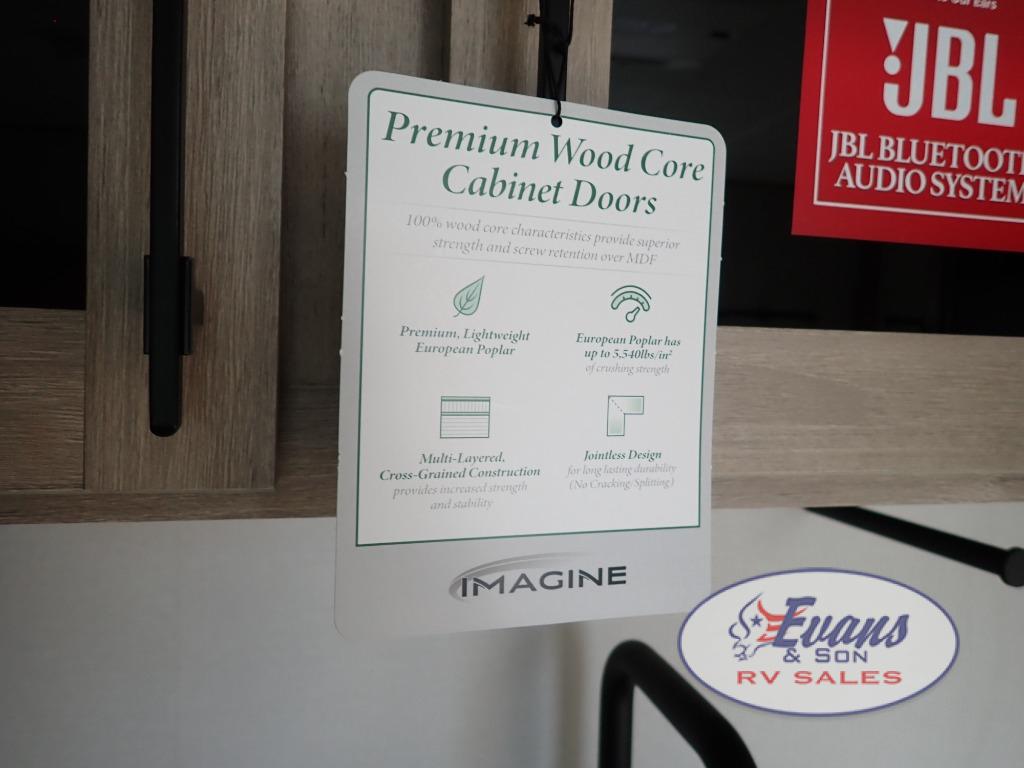 Premium Wood Core
Cabinet Doors
100% wood core characteristics provide superior
strength and screw retention over MDF
Premium, Lightweight
European Poplar
European Poplar has
up to 5,540lbs/in²
of crushing strength
Multi-Layered,
Cross-Grained Construction
provides increased strength
and stability
Jointless Design
for long lasting durability
(No Cracking/Splitting)
IMAGINE
Our Ears
JBL
JBL BLUETOOT
AUDIO SYSTEM
Evans
& SON
RV SALES